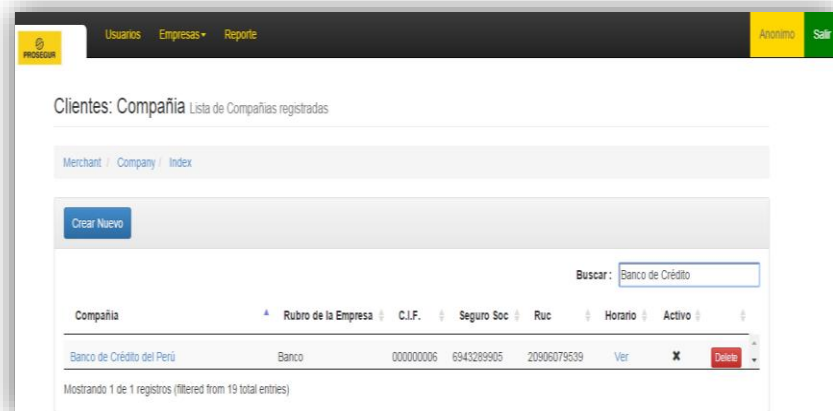 PROSEGUR
Usuarios Empresas Reporte Anonimo Salir
Clientes: Compañia Lista de Compañias registradas
Merchant / Company / Index
Crear Nuevo
Buscar : Banco de Crédito
Compañia Rubro de la Empresa C.I.F. Seguro Soc Ruc Horario Activo
Banco de Crédito del Perú Banco 000000006 6943289905 20906079539 Ver ✖ Delete
Mostrando 1 de 1 registros (filtered from 19 total entries)